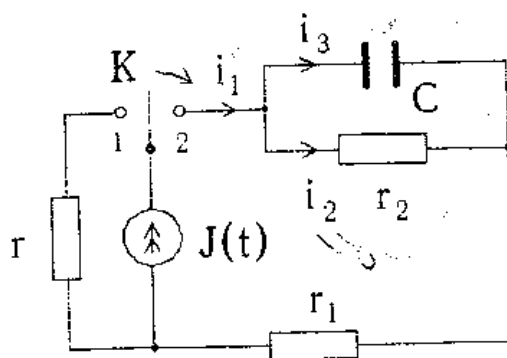 K i₁ i₃
C
1 2
i₂ r₂
r J(t)
r₁